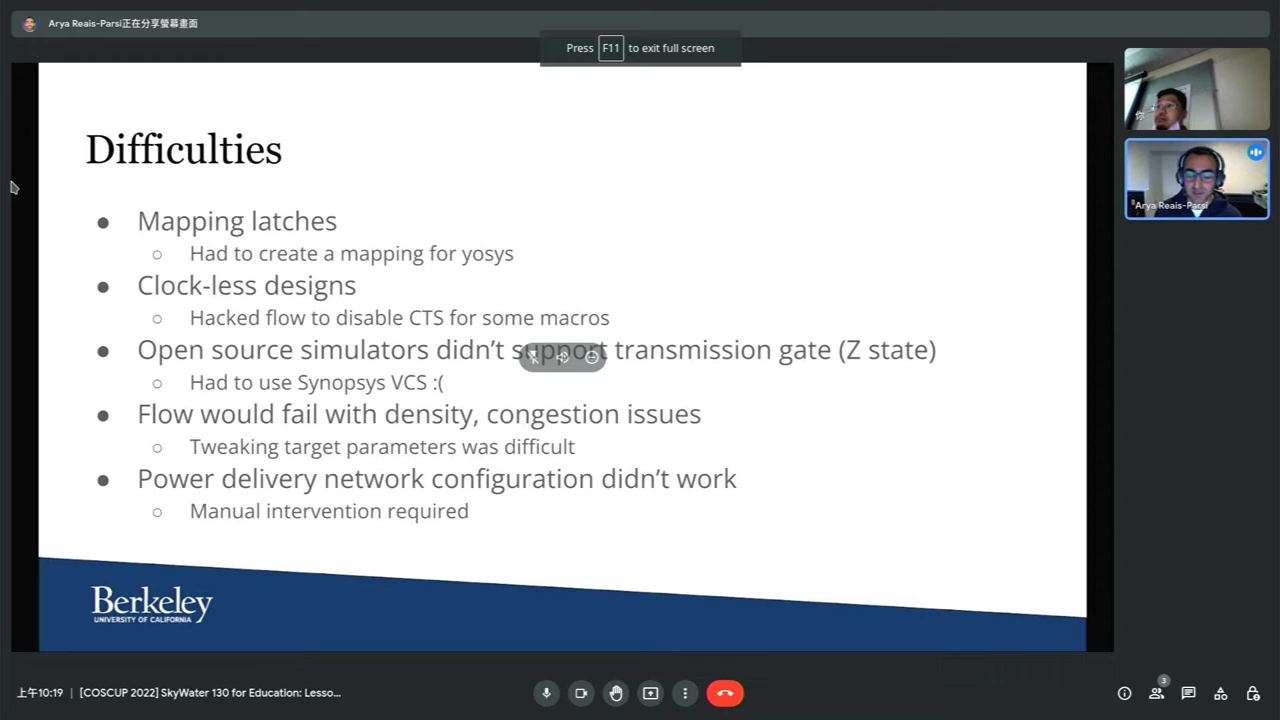 Arya Reais-Parsi正在分享螢幕畫面
Press F11 to exit full screen
Difficulties
你
Arya Reais-Parsi
● Mapping latches
○ Had to create a mapping for yosys
● Clock-less designs
○ Hacked flow to disable CTS for some macros
● Open source simulators didn’t support transmission gate (Z state)
○ Had to use Synopsys VCS :(
● Flow would fail with density, congestion issues
○ Tweaking target parameters was difficult
● Power delivery network configuration didn’t work
○ Manual intervention required
Berkeley
UNIVERSITY OF CALIFORNIA
上午10:19 | [COSCUP 2022] SkyWater 130 for Education: Lesso...
3